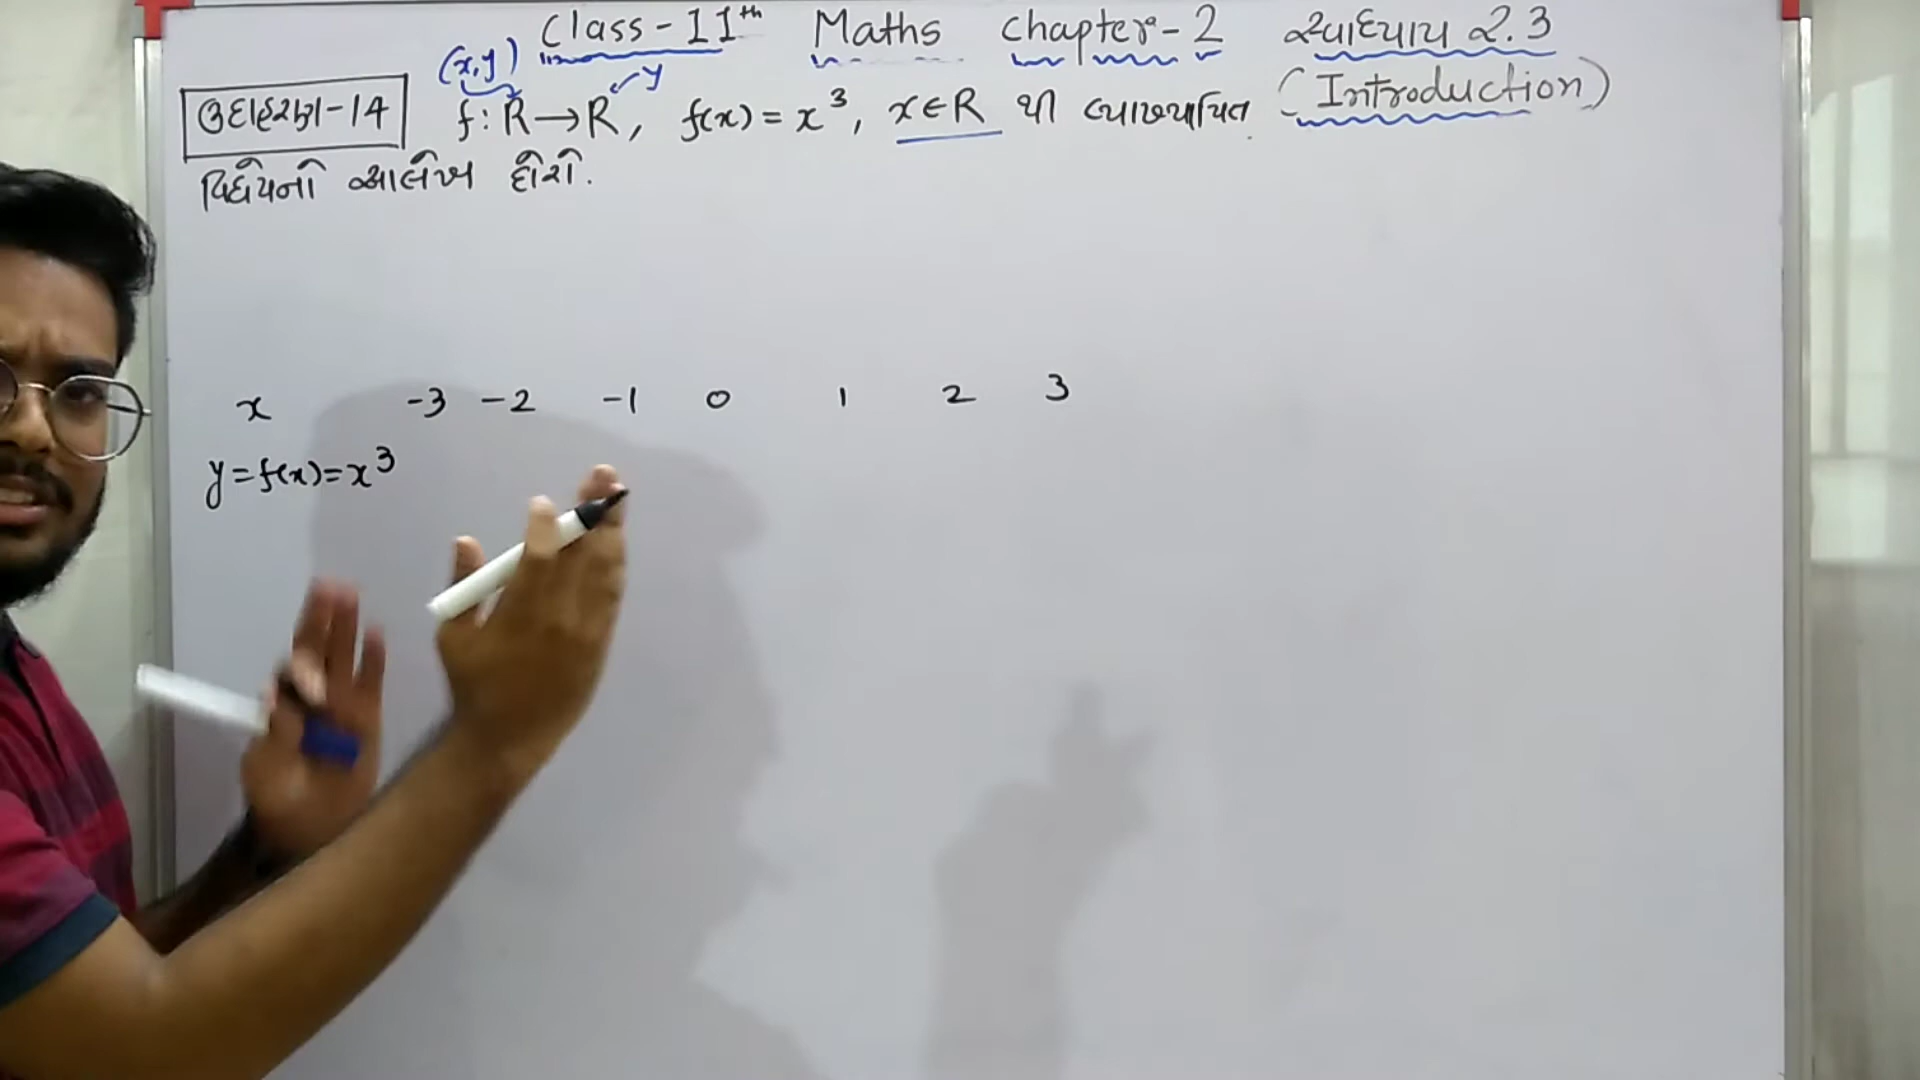 Class-11th Maths Chapter-2 સ્વાધ્યાય 2.3
(x,y) y (Introduction)
ઉદાહરણ-14 f: R→R, f(x) = x³, x∈R થી વ્યાખ્યાયિત
વિધેયનો આલેખ દોરો.
x -3 -2 -1 0 1 2 3
y=f(x)=x³